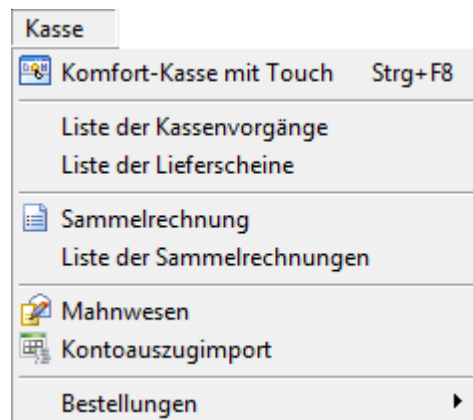 Kasse
Komfort-Kasse mit Touch Strg+F8
Liste der Kassenvorgänge
Liste der Lieferscheine
Sammelrechnung
Liste der Sammelrechnungen
Mahnwesen
Kontoauszugimport
Bestellungen